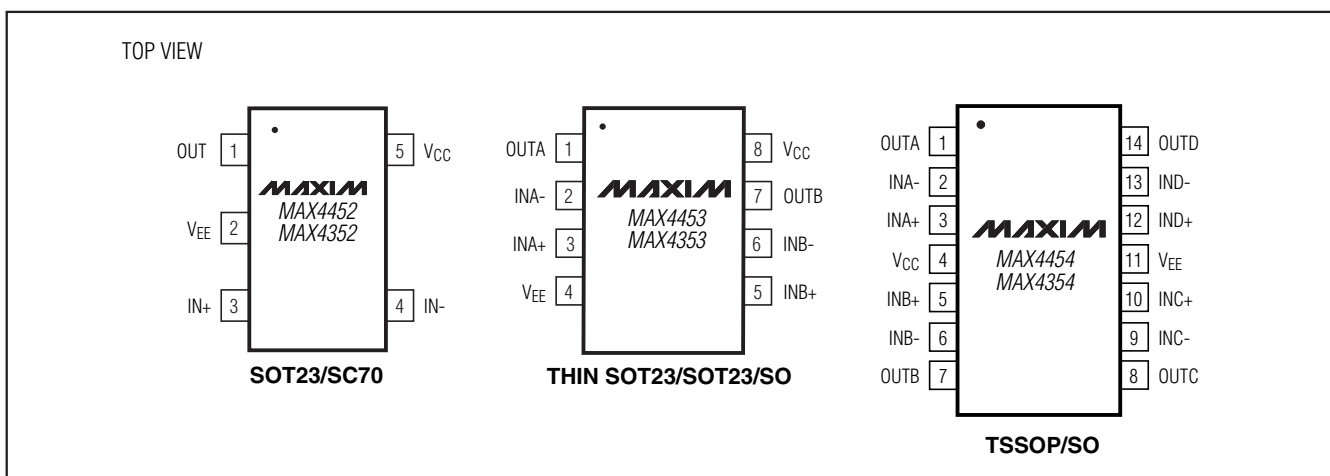 TOP VIEW
OUT 1
5 VCC
MAXIM
MAX4452
MAX4352
VEE 2
IN+ 3
4 IN-
SOT23/SC70
OUTA 1
8 VCC
INA- 2
7 OUTB
MAXIM
MAX4453
MAX4353
INA+ 3
6 INB-
VEE 4
5 INB+
THIN SOT23/SOT23/SO
OUTA 1
14 OUTD
INA- 2
13 IND-
INA+ 3
12 IND+
MAXIM
MAX4454
MAX4354
VCC 4
11 VEE
INB+ 5
10 INC+
INB- 6
9 INC-
OUTB 7
8 OUTC
TSSOP/SO